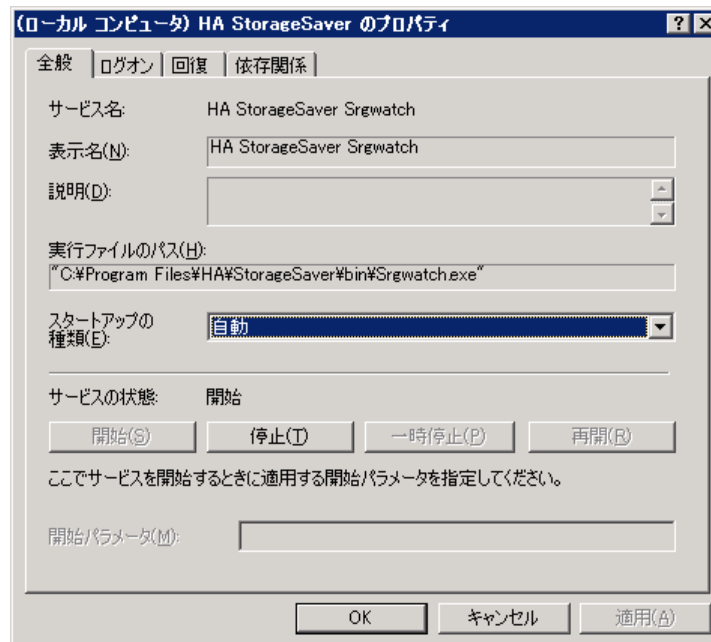 (ローカル コンピュータ) HA StorageSaver のプロパティ
全般 ログオン 回復 依存関係
サービス名: HA StorageSaver Srgwatch
表示名(N): HA StorageSaver Srgwatch
説明(D):
実行ファイルのパス(H):
"C:¥Program Files¥HA¥StorageSaver¥bin¥Srgwatch.exe"
スタートアップの
種類(E): 自動
サービスの状態: 開始
開始(S) 停止(T) 一時停止(P) 再開(R)
ここでサービスを開始するときに適用する開始パラメータを指定してください。
開始パラメータ(M):
OK キャンセル 適用(A)